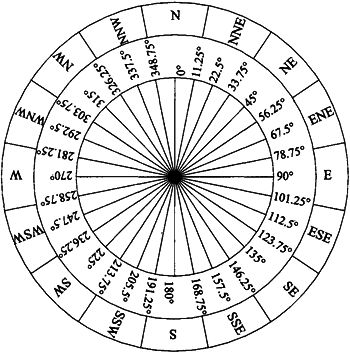 N
NNE
NE
ENE
E
ESE
SE
SSE
S
SSW
SW
WSW
W
WNW
NW
NNW
0°
11.25°
22.5°
33.75°
45°
56.25°
67.5°
78.75°
90°
101.25°
112.5°
123.75°
135°
146.25°
157.5°
168.75°
180°
191.25°
205.5°
213.75°
225°
236.25°
247.5°
258.75°
270°
281.25°
292.5°
303.75°
315°
326.25°
337.5°
348.75°